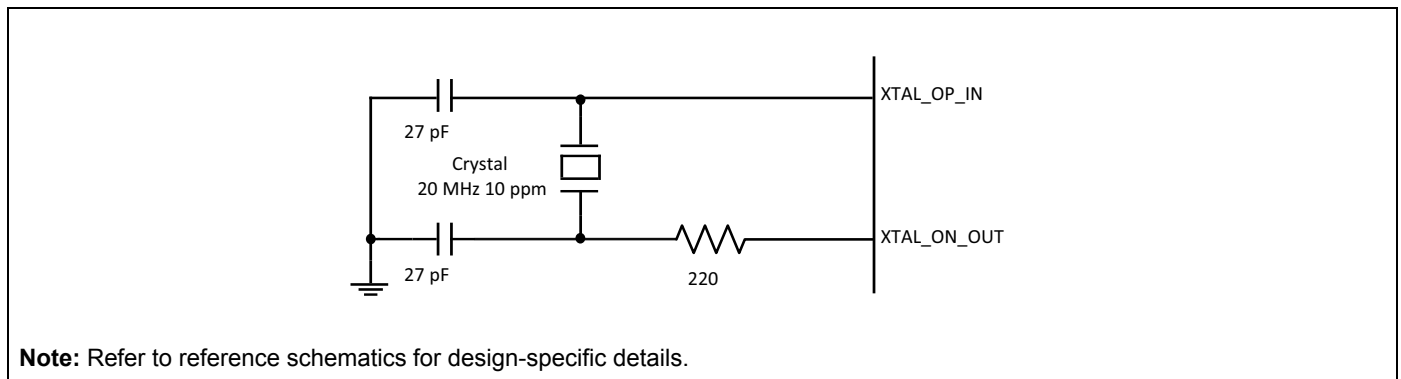 XTAL_OP_IN
27 pF
Crystal
20 MHz 10 ppm
XTAL_ON_OUT
27 pF
220
Note: Refer to reference schematics for design-specific details.